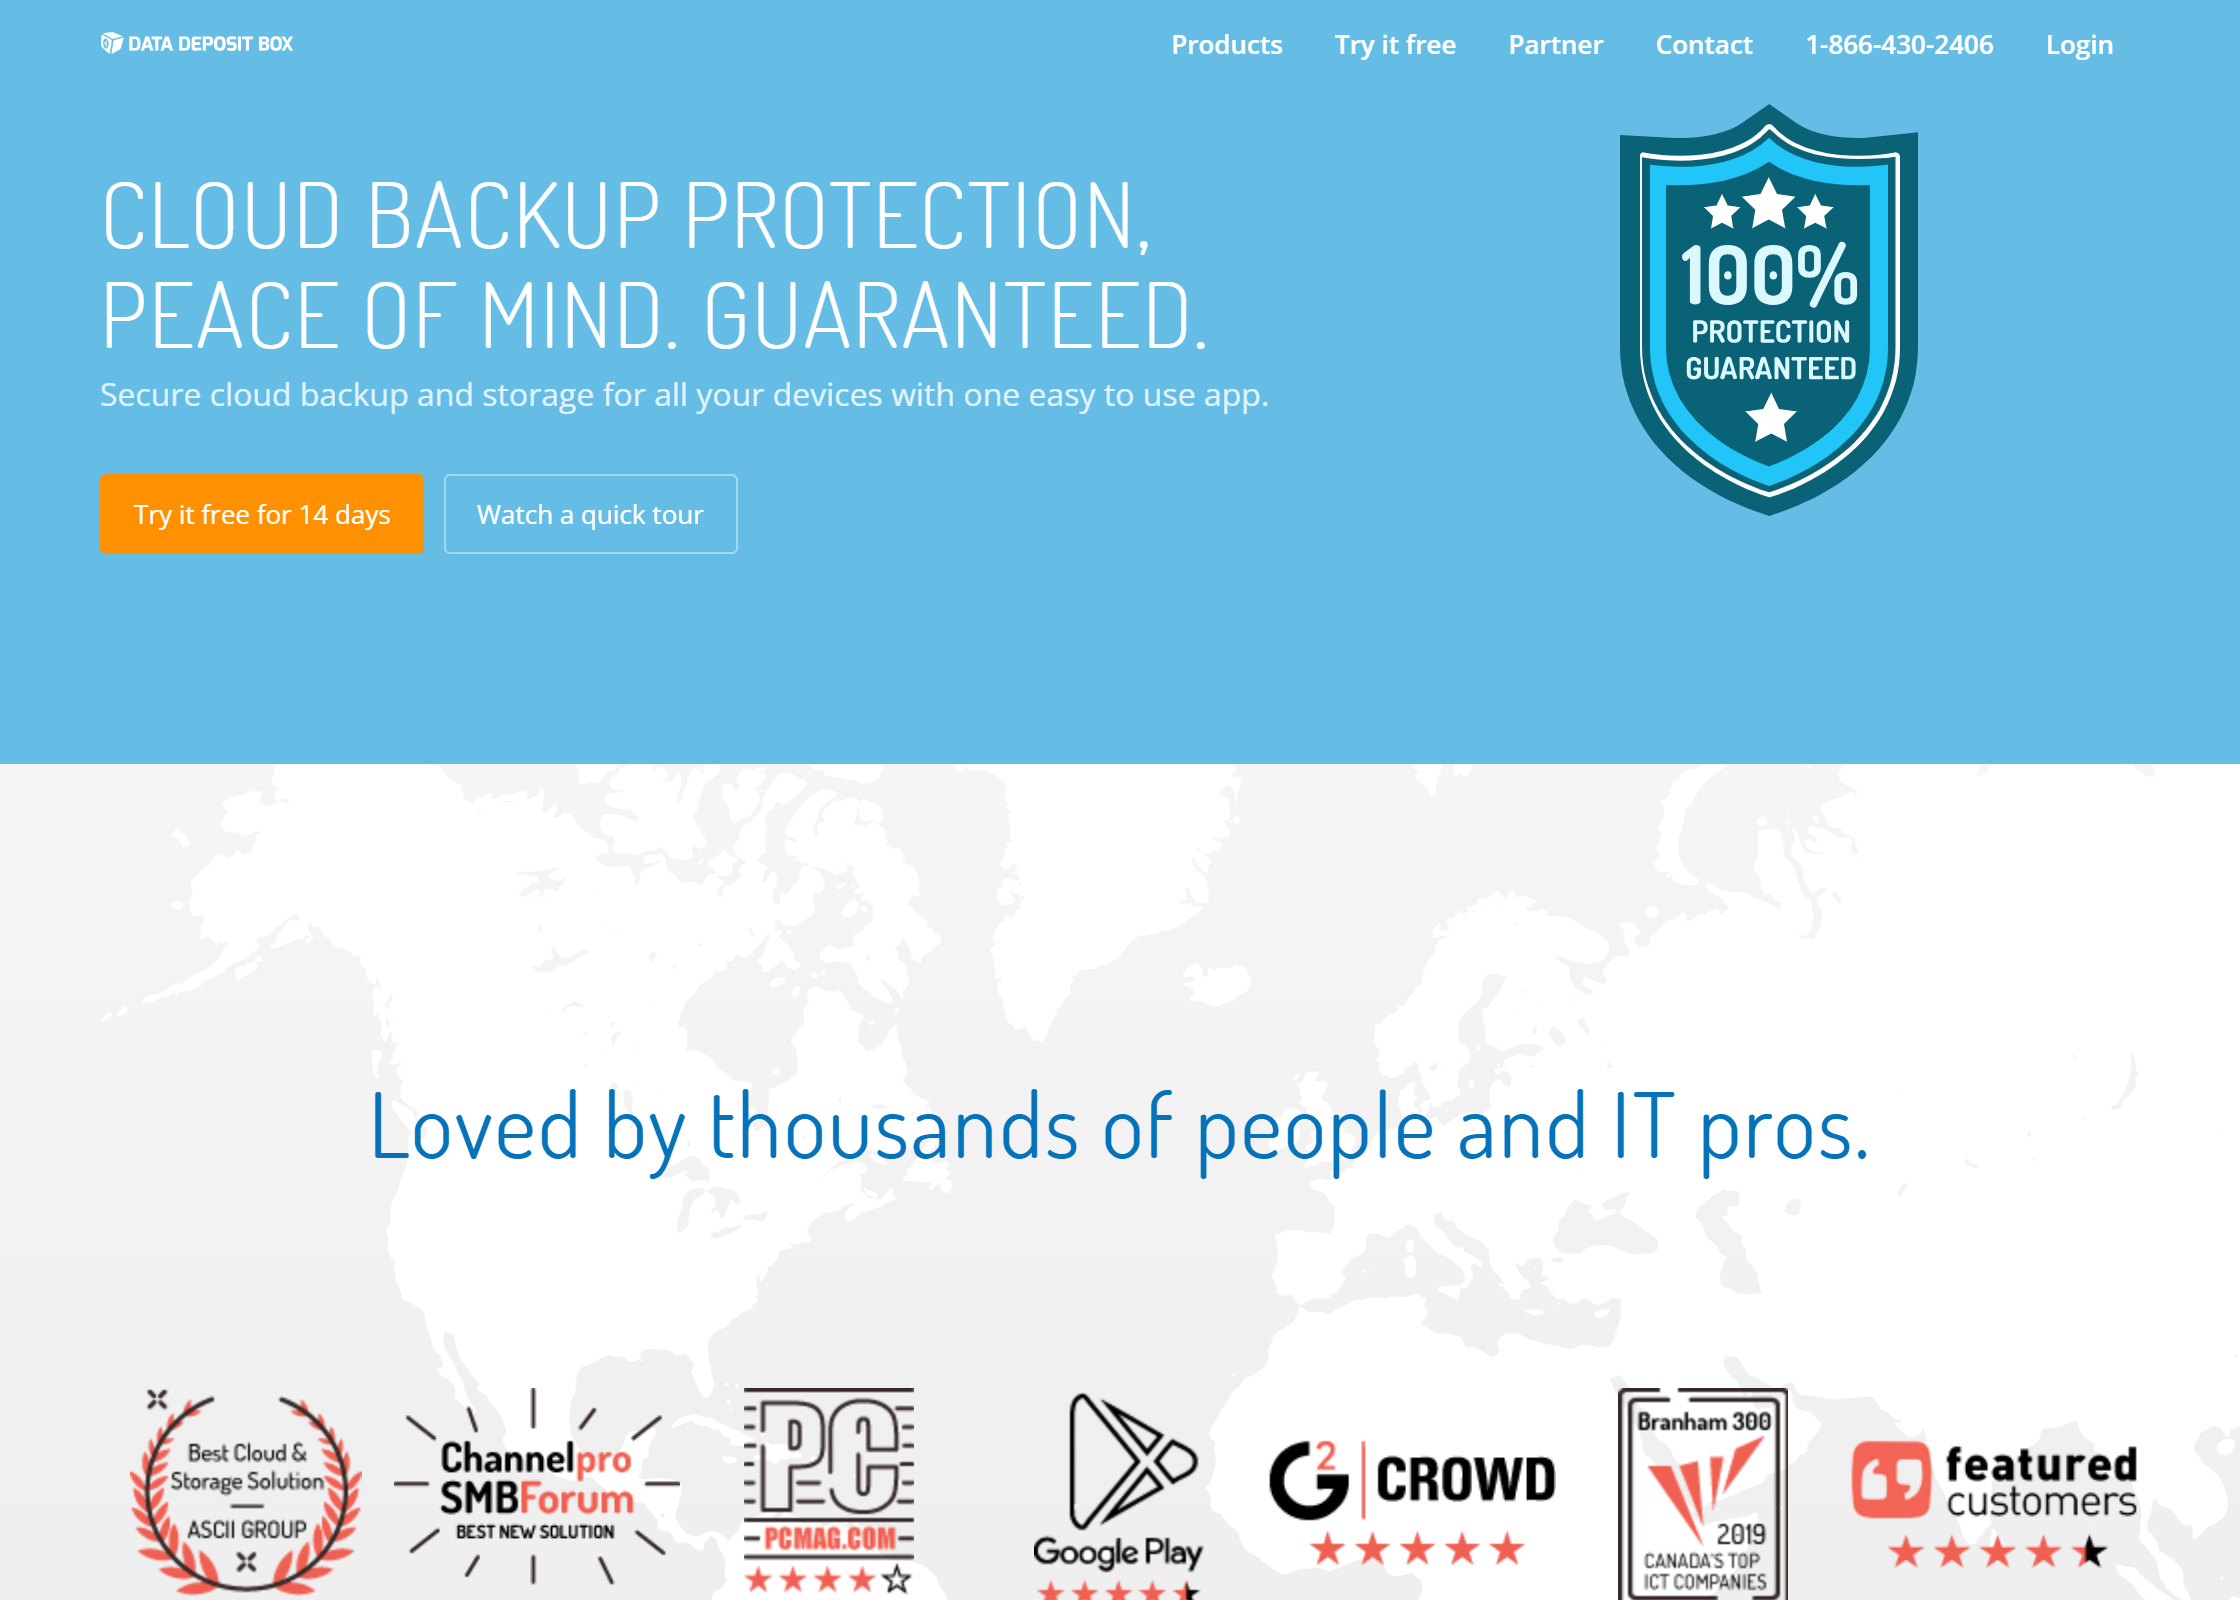 DATA DEPOSIT BOX
Products Try it free Partner Contact 1-866-430-2406 Login
CLOUD BACKUP PROTECTION,
PEACE OF MIND. GUARANTEED.
Secure cloud backup and storage for all your devices with one easy to use app.
Try it free for 14 days
Watch a quick tour
100%
PROTECTION
GUARANTEED
Loved by thousands of people and IT pros.
Best Cloud &
Storage Solution
ASCII GROUP
Channelpro
SMBForum
BEST NEW SOLUTION
PC
PCMAG.COM
Google Play
G2 CROWD
Branham 300
2019
CANADA'S TOP
ICT COMPANIES
featured
customers